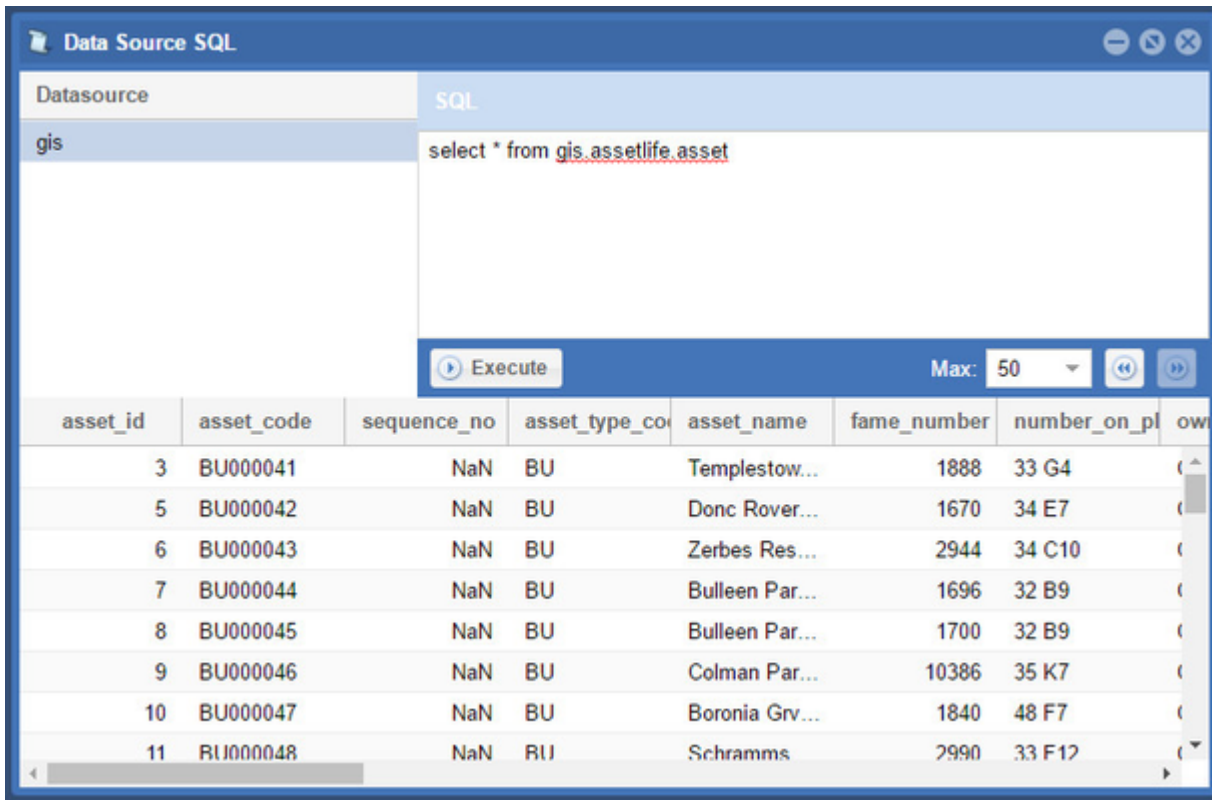 Data Source SQL
Datasource
SQL
gis
select * from gis.assetlife.asset
Execute
Max: 50
asset_id asset_code sequence_no asset_type_co asset_name fame_number number_on_pl ow
3 BU000041 NaN BU Templestow... 1888 33 G4
5 BU000042 NaN BU Donc Rover... 1670 34 E7
6 BU000043 NaN BU Zerbes Res... 2944 34 C10
7 BU000044 NaN BU Bulleen Par... 1696 32 B9
8 BU000045 NaN BU Bulleen Par... 1700 32 B9
9 BU000046 NaN BU Colman Par... 10386 35 K7
10 BU000047 NaN BU Boronia Grv... 1840 48 F7
11 BU000048 NaN BU Schramms 2990 33 F12